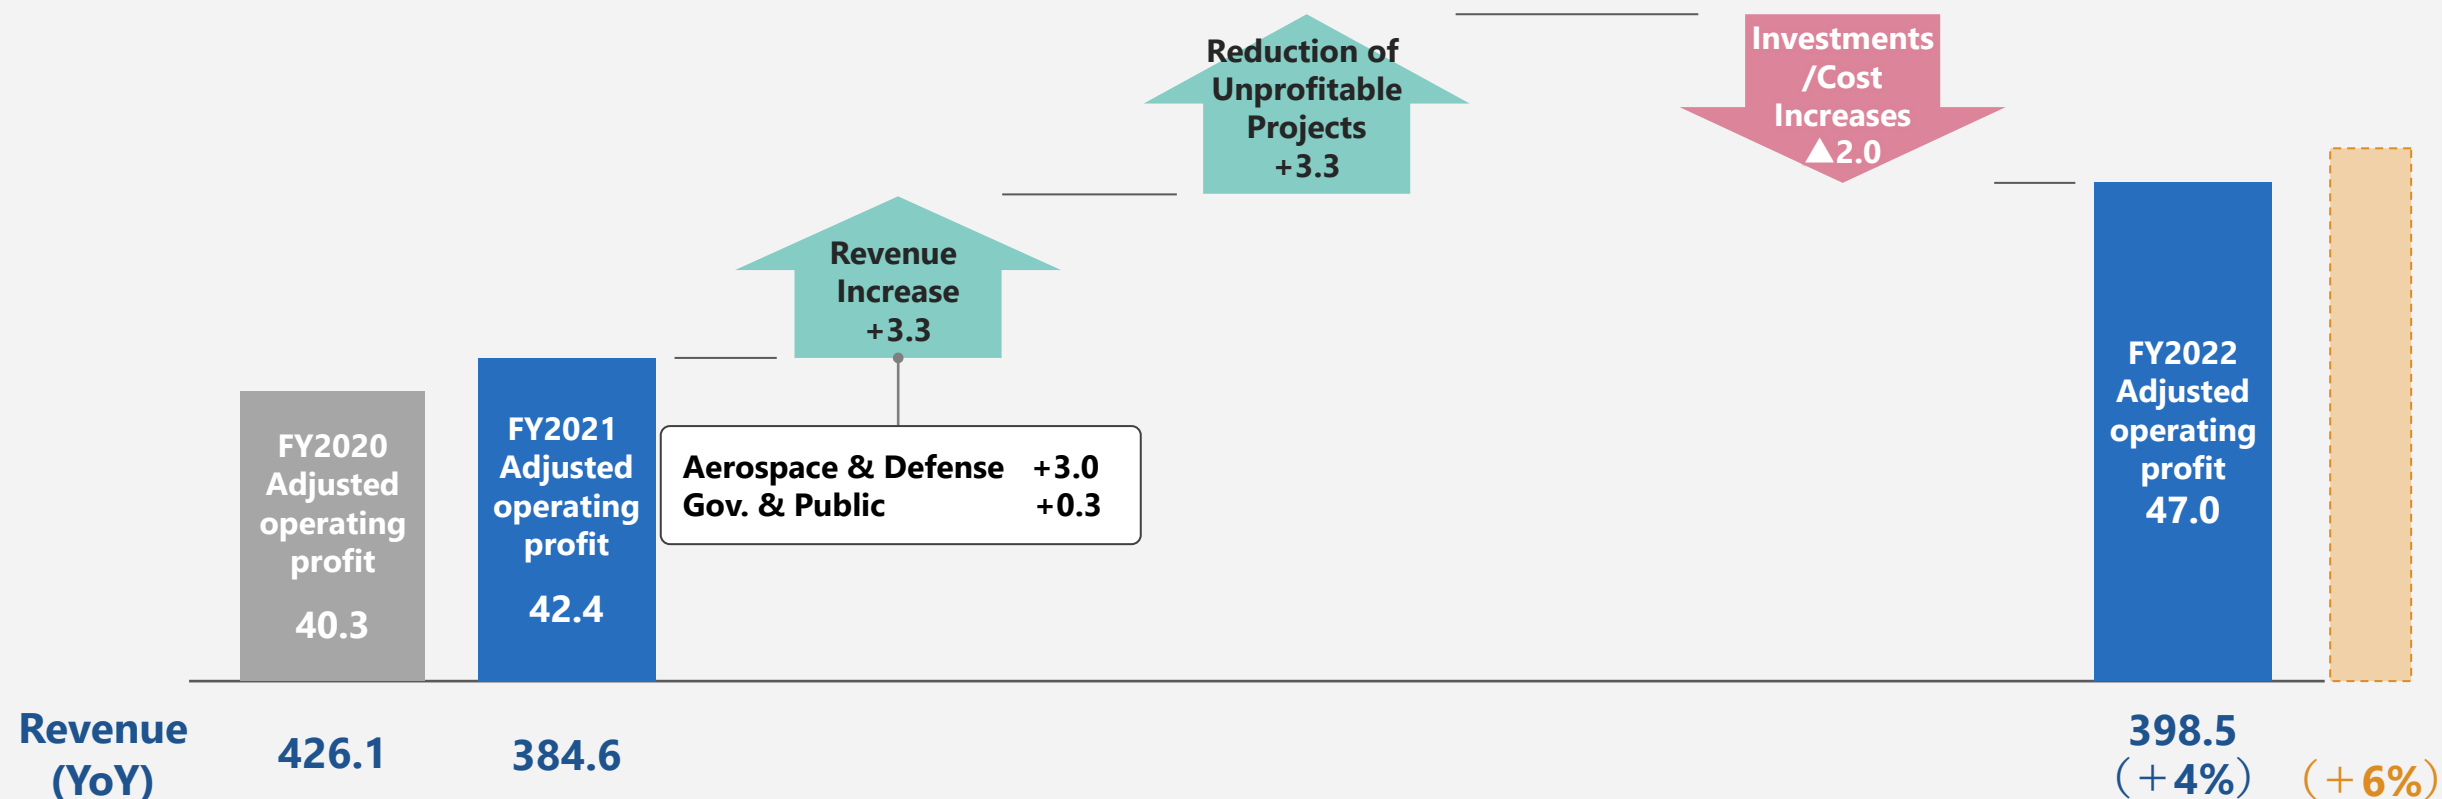 Reduction of
Unprofitable
Projects
+3.3
Investments
/Cost
Increases
▲2.0
Revenue
Increase
+3.3
FY2020
Adjusted
operating
profit
40.3
FY2021
Adjusted
operating
profit
42.4
Aerospace & Defense +3.0
Gov. & Public +0.3
FY2022
Adjusted
operating
profit
47.0
Revenue
(YoY)
426.1
384.6
398.5
（＋4%）
（＋6%）